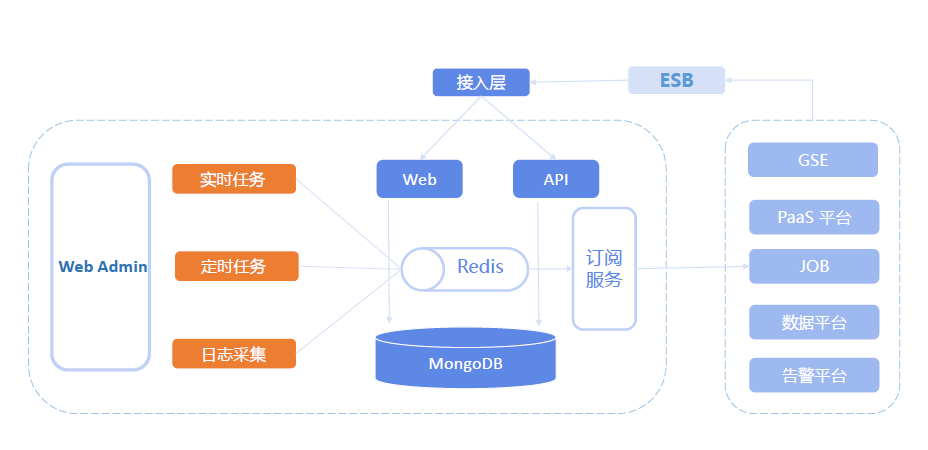 接入层
ESB
Web Admin
实时任务
定时任务
日志采集
Web
API
Redis
订阅
服务
MongoDB
GSE
PaaS 平台
JOB
数据平台
告警平台